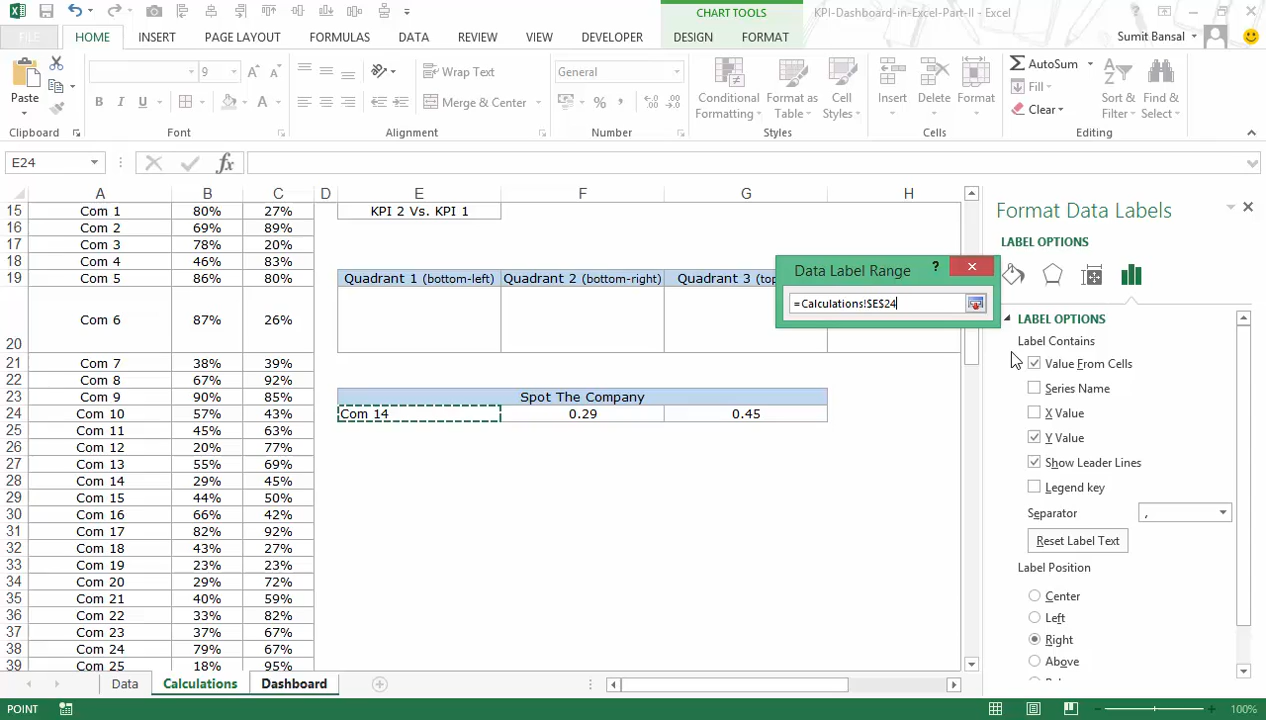 CHART TOOLS
KPI-Dashboard-in-Excel-Part-II - Excel
FILE HOME INSERT PAGE LAYOUT FORMULAS DATA REVIEW VIEW DEVELOPER DESIGN FORMAT
Sumit Bansal
Paste
9
Wrap Text
Merge & Center
General
Conditional Formatting
Format as Table
Cell Styles
Insert
Delete
Format
AutoSum
Fill
Clear
Sort & Filter
Find & Select
Clipboard Font Alignment Number Styles Cells Editing
E24
A B C D E F G H
15 Com 1 80% 27% KPI 2 Vs. KPI 1
16 Com 2 69% 89%
17 Com 3 78% 20%
18 Com 4 46% 83%
19 Com 5 86% 80% Quadrant 1 (bottom-left) Quadrant 2 (bottom-right) Quadrant 3 (top
20 Com 6 87% 26%
21 Com 7 38% 39%
22 Com 8 67% 92%
23 Com 9 90% 85% Spot The Company
24 Com 10 57% 43% Com 14 0.29 0.45
25 Com 11 45% 63%
26 Com 12 20% 77%
27 Com 13 55% 69%
28 Com 14 29% 45%
29 Com 15 44% 50%
30 Com 16 66% 42%
31 Com 17 82% 92%
32 Com 18 43% 27%
33 Com 19 23% 23%
34 Com 20 29% 72%
35 Com 21 40% 59%
36 Com 22 33% 82%
37 Com 23 37% 67%
38 Com 24 79% 67%
39 Com 25 18% 95%
Data Label Range
=Calculations!$E$24
Format Data Labels
LABEL OPTIONS
LABEL OPTIONS
Label Contains
Value From Cells
Series Name
X Value
Y Value
Show Leader Lines
Legend key
Separator ,
Reset Label Text
Label Position
Center
Left
Right
Above
Data Calculations Dashboard
POINT
100%